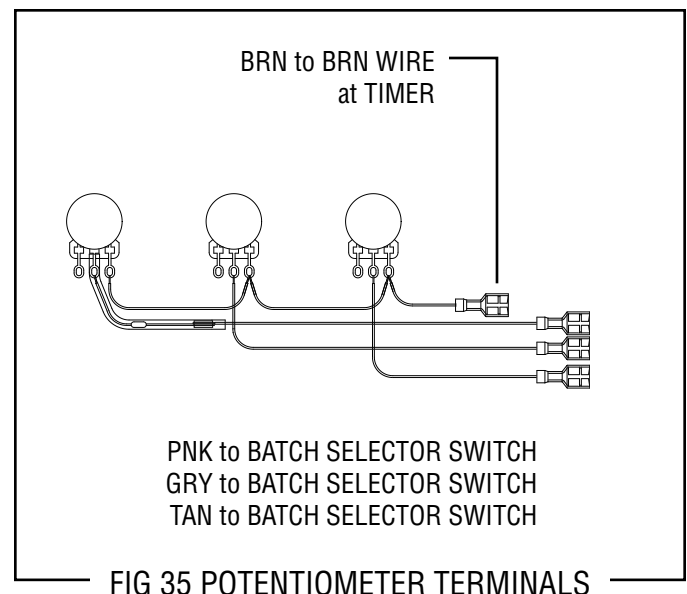 BRN to BRN WIRE
at TIMER
PNK to BATCH SELECTOR SWITCH
GRY to BATCH SELECTOR SWITCH
TAN to BATCH SELECTOR SWITCH
FIG 35 POTENTIOMETER TERMINALS